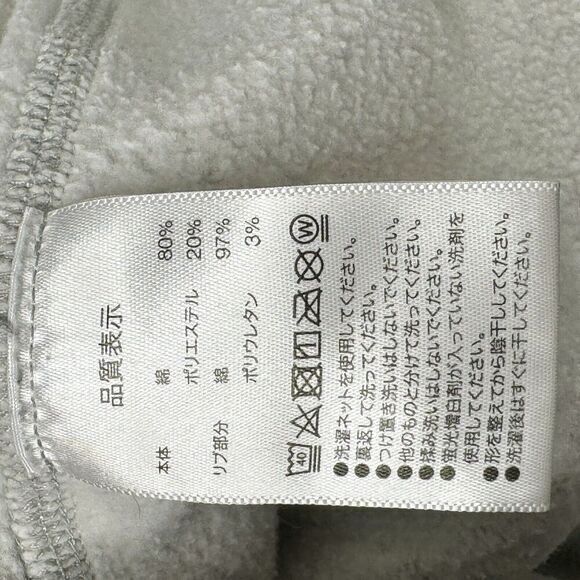 品質表示
本体 綿 80%
ポリエステル 20%
リブ部分 綿 97%
ポリウレタン 3%
40 W
●洗濯ネットを使用してください。
●裏返して洗ってください。
●つけ置き洗いはしないでください。
●他のものと分けて洗ってください。
●揉み洗いはしないでください。
●蛍光増白剤が入っていない洗剤を
使用してください。
●形を整えてから陰干ししてください。
●洗濯後はすぐに干してください。